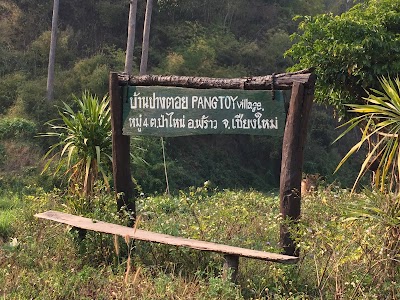 บ้านปางตอย PANGTOY village,
หมู่ 4 ต.ป่าไหน่ อ.พร้าว จ.เชียงใหม่